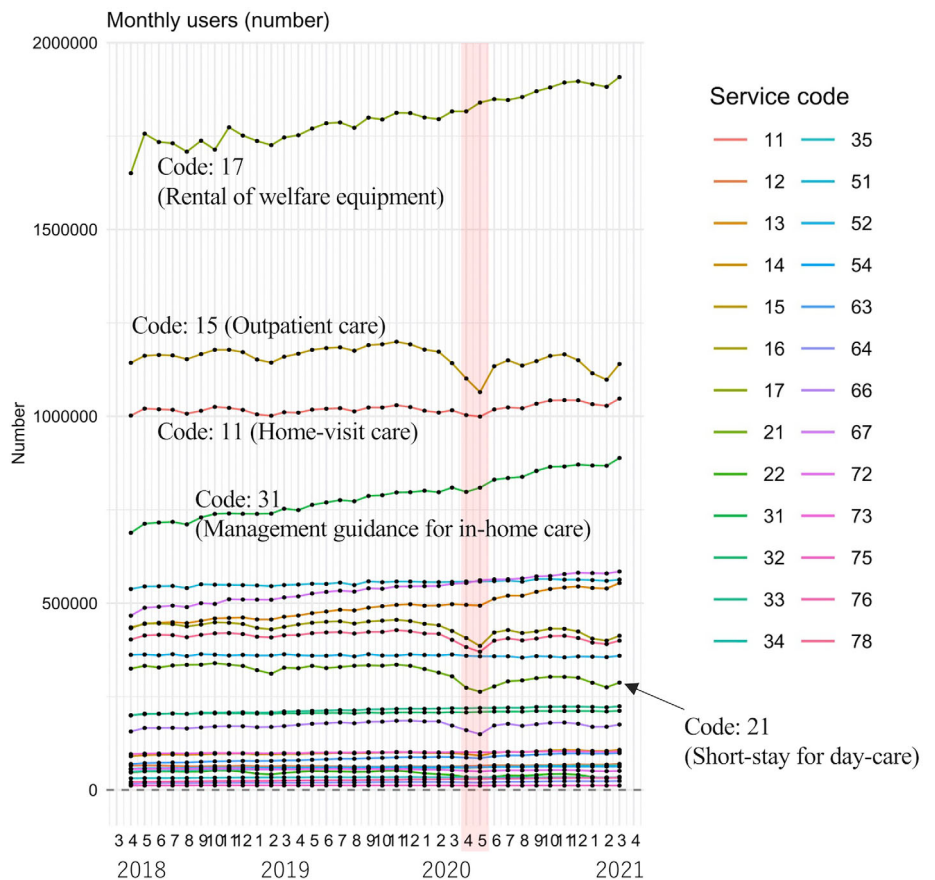 Monthly users (number)
2000000
1500000
1000000
500000
0
Number
Code: 17
(Rental of welfare equipment)
Code: 15 (Outpatient care)
Code: 11 (Home-visit care)
Code: 31
(Management guidance for in-home care)
Code: 21
(Short-stay for day-care)
3 4 5 6 7 8 9 10 11 12 1 2 3 4 5 6 7 8 9 10 11 12 1 2 3 4 5 6 7 8 9 10 11 12 1 2 3 4
2018 2019 2020 2021
Service code
11 35
12 51
13 52
14 54
15 63
16 64
17 66
21 67
22 72
31 73
32 75
33 76
34 78